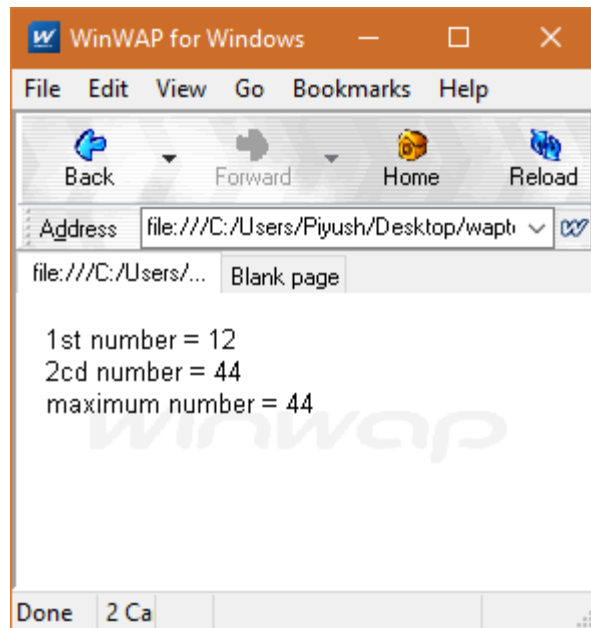 WinWAP for Windows
File Edit View Go Bookmarks Help
Back Forward Home Reload
Address file:///C:/Users/Piyush/Desktop/wapt
file:///C:/Users/... Blank page
1st number = 12
2cd number = 44
maximum number = 44
winwap
Done 2 Ca